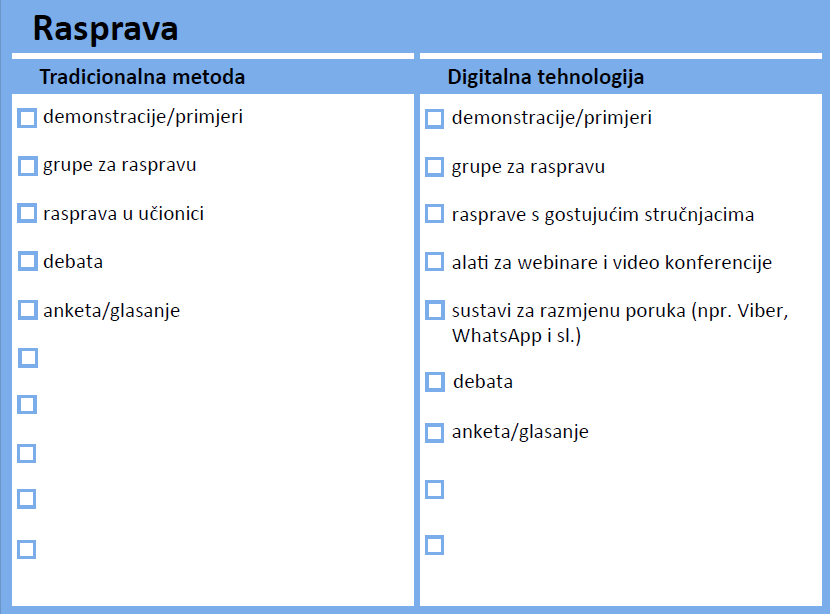 Rasprava
Tradicionalna metoda
demonstracije/primjeri
grupe za raspravu
rasprava u učionici
debata
anketa/glasanje
Digitalna tehnologija
demonstracije/primjeri
grupe za raspravu
rasprave s gostujućim stručnjacima
alati za webinare i video konferencije
sustavi za razmjenu poruka (npr. Viber,
WhatsApp i sl.)
debata
anketa/glasanje